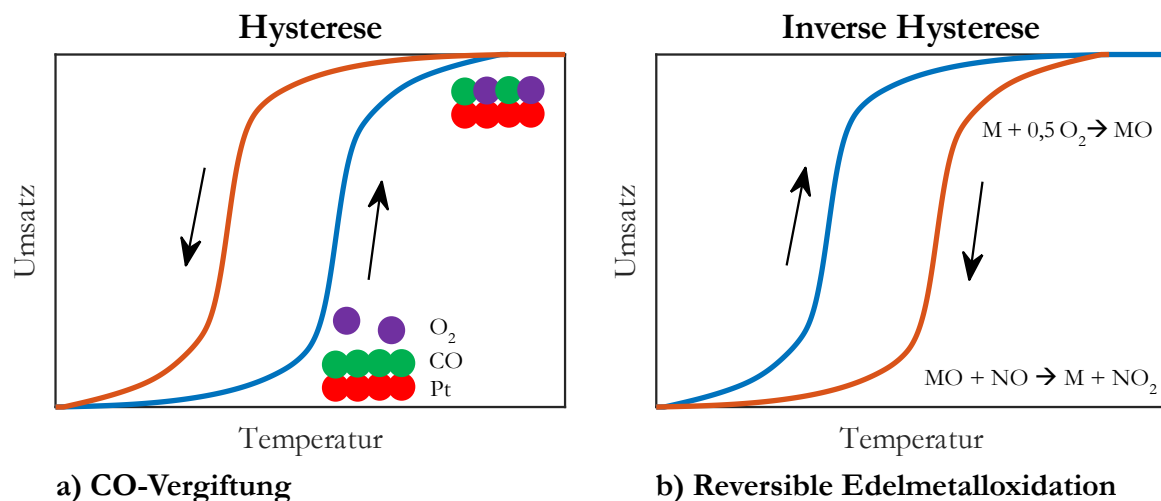 Hysterese
Umsatz
O₂
CO
Pt
Temperatur
a) CO-Vergiftung
Inverse Hysterese
Umsatz
M + 0,5 O₂→ MO
MO + NO → M + NO₂
Temperatur
b) Reversible Edelmetalloxidation